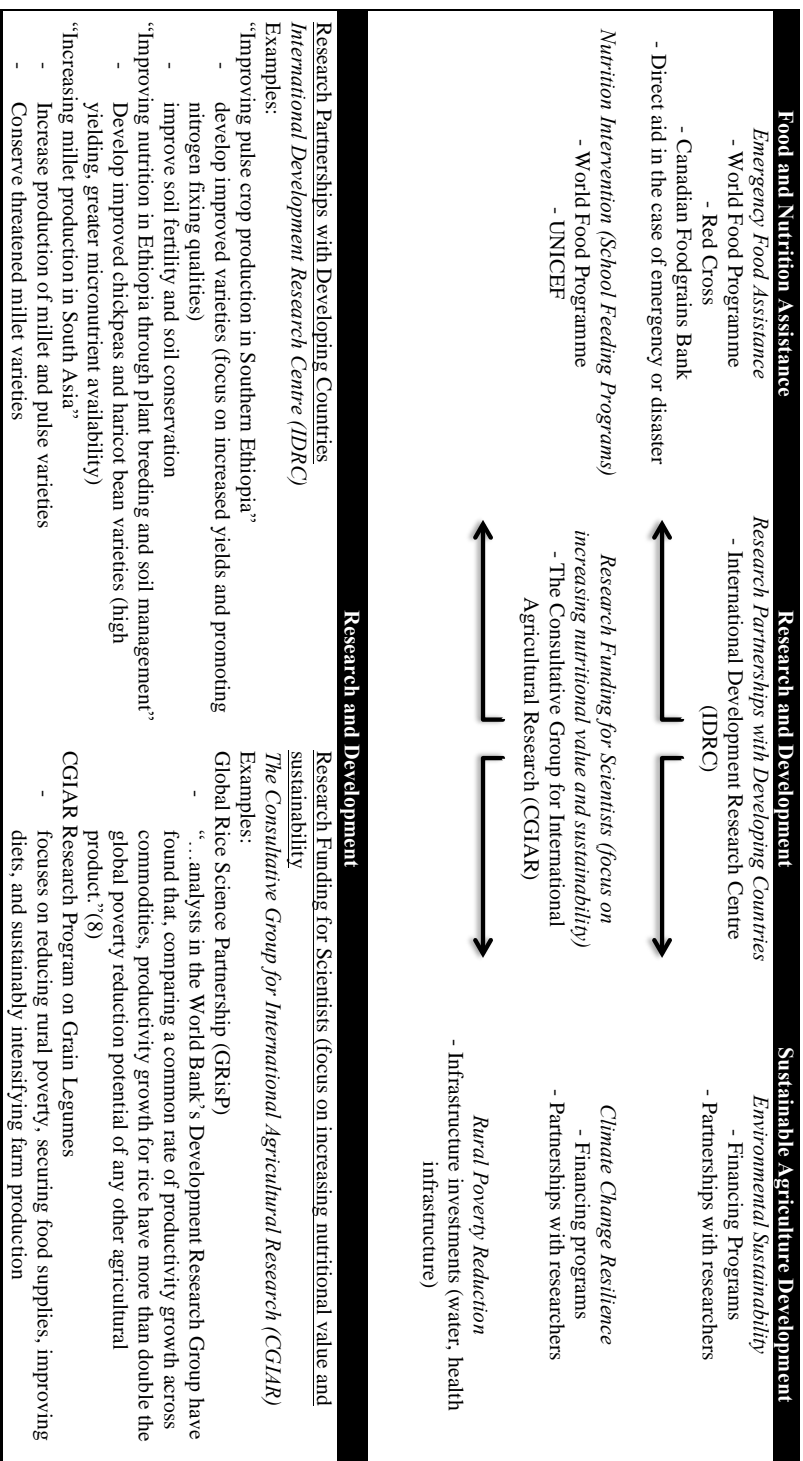 Food and Nutrition Assistance
Emergency Food Assistance
- World Food Programme
- Red Cross
- Canadian Foodgrains Bank
- Direct aid in the case of emergency or disaster
Nutrition Intervention (School Feeding Programs)
- World Food Programme
- UNICEF
Research and Development
Research Partnerships with Developing Countries
- International Development Research Centre
(IDRC)
Research Funding for Scientists (focus on
increasing nutritional value and sustainability)
- The Consultative Group for International
Agricultural Research (CGIAR)
Sustainable Agriculture Development
Environmental Sustainability
- Financing Programs
- Partnerships with researchers
Climate Change Resilience
- Financing programs
- Partnerships with researchers
Rural Poverty Reduction
- Infrastructure investments (water, health
infrastructure)
Research and Development
Research Partnerships with Developing Countries
International Development Research Centre (IDRC)
Examples:
“Improving pulse crop production in Southern Ethiopia”
- develop improved varieties (focus on increased yields and promoting
nitrogen fixing qualities)
- improve soil fertility and soil conservation
“Improving nutrition in Ethiopia through plant breeding and soil management”
- Develop improved chickpeas and haricot bean varieties (high
yielding, greater micronutrient availability)
“Increasing millet production in South Asia”
- Increase production of millet and pulse varieties
- Conserve threatened millet varieties
Research Funding for Scientists (focus on increasing nutritional value and
sustainability
The Consultative Group for International Agricultural Research (CGIAR)
Examples:
Global Rice Science Partnership (GRisP)
- “…analysts in the World Bank’s Development Research Group have
found that, comparing a common rate of productivity growth across
commodities, productivity growth for rice have more than double the
global poverty reduction potential of any other agricultural
product.”(8)
CGIAR Research Program on Grain Legumes
- focuses on reducing rural poverty, securing food supplies, improving
diets, and sustainably intensifying farm production